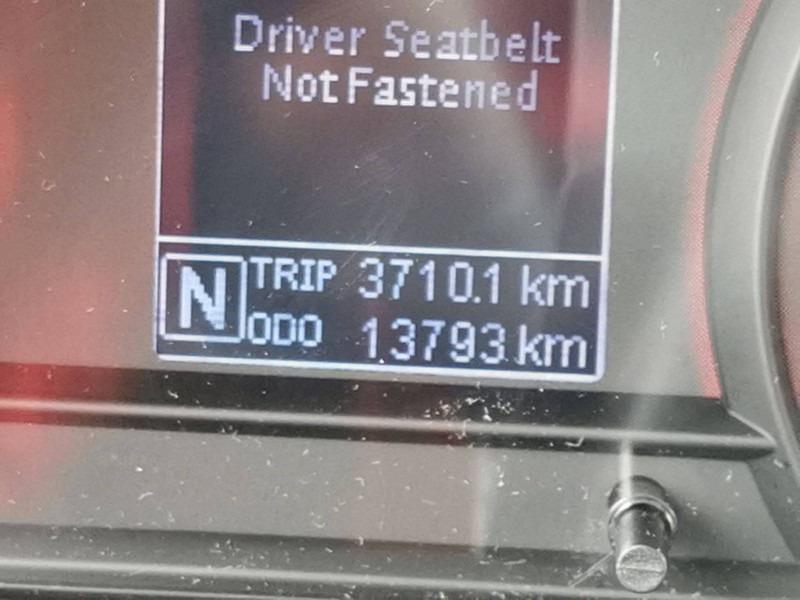 Driver Seatbelt
Not Fastened
N
TRIP 3710.1 km
ODO 13793 km